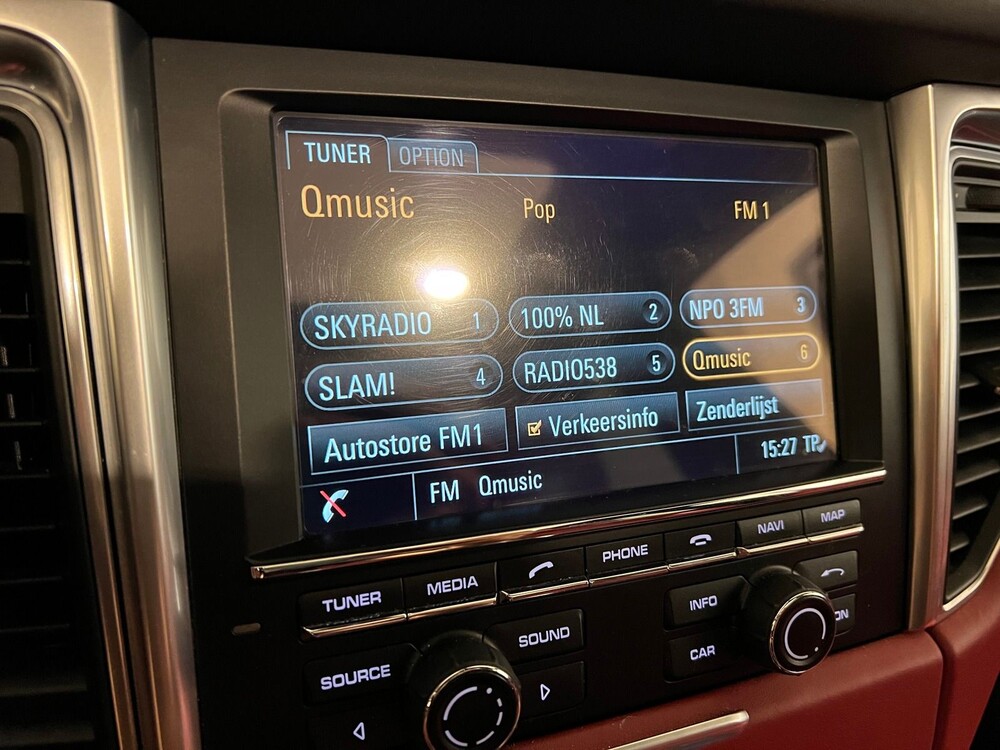 TUNER OPTION
Qmusic Pop FM 1
SKYRADIO 1 100% NL 2 NPO 3FM 3
SLAM! 4 RADIO538 5 Qmusic 6
Autostore FM1 Verkeersinfo Zenderlijst
FM Qmusic 15:27 TP
TUNER MEDIA PHONE NAVI MAP
SOURCE SOUND INFO
CAR